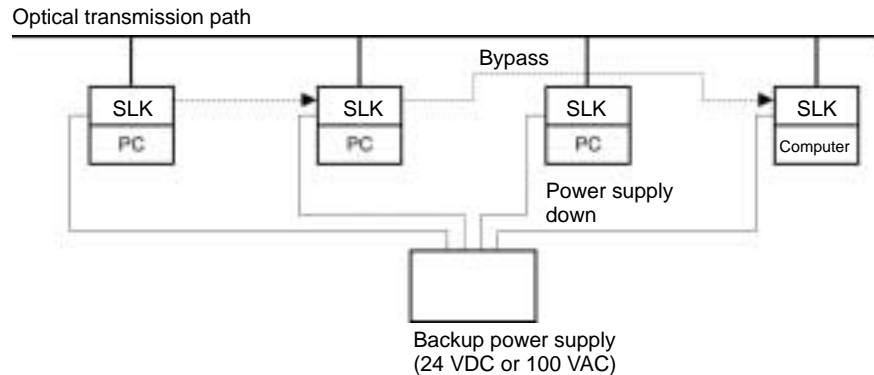 Optical transmission path
Bypass
SLK
SLK
SLK
SLK
PC
PC
PC
Computer
Power supply
down
Backup power supply
(24 VDC or 100 VAC)